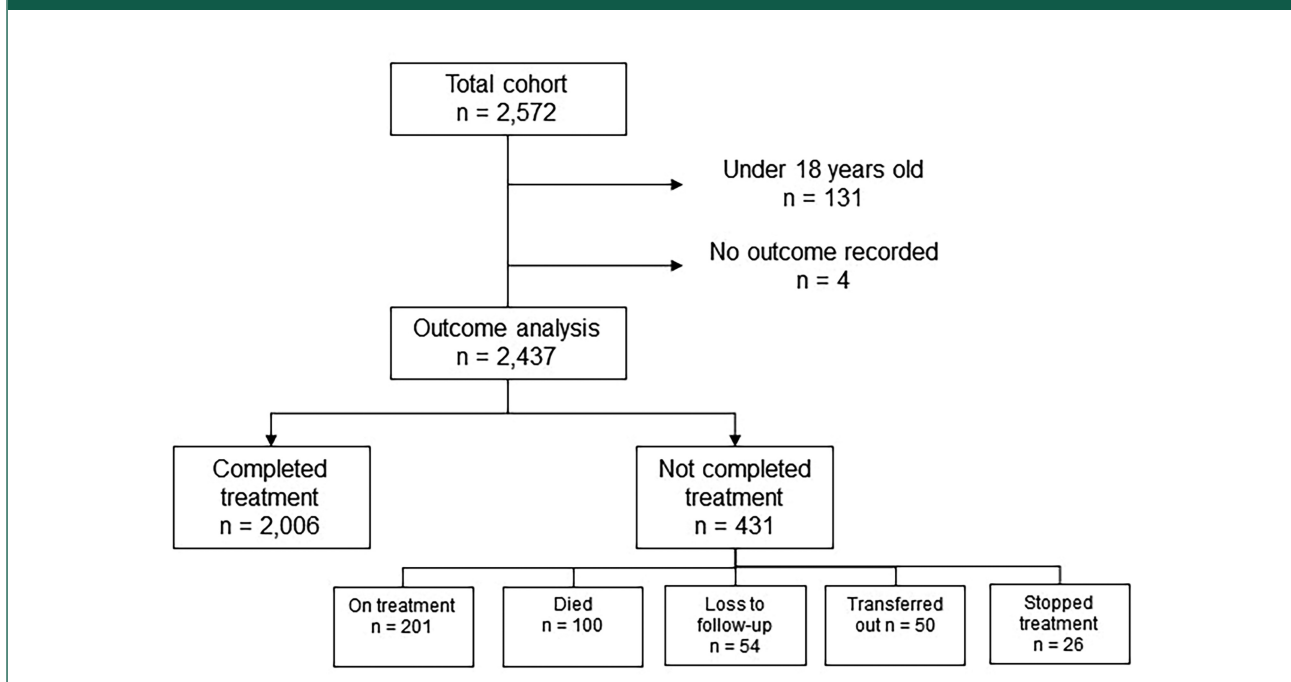 Total cohort
n = 2,572
Under 18 years old
n = 131
No outcome recorded
n = 4
Outcome analysis
n = 2,437
Completed
treatment
n = 2,006
Not completed
treatment
n = 431
On treatment
n = 201
Died
n = 100
Loss to
follow-up
n = 54
Transferred
out n = 50
Stopped
treatment
n = 26